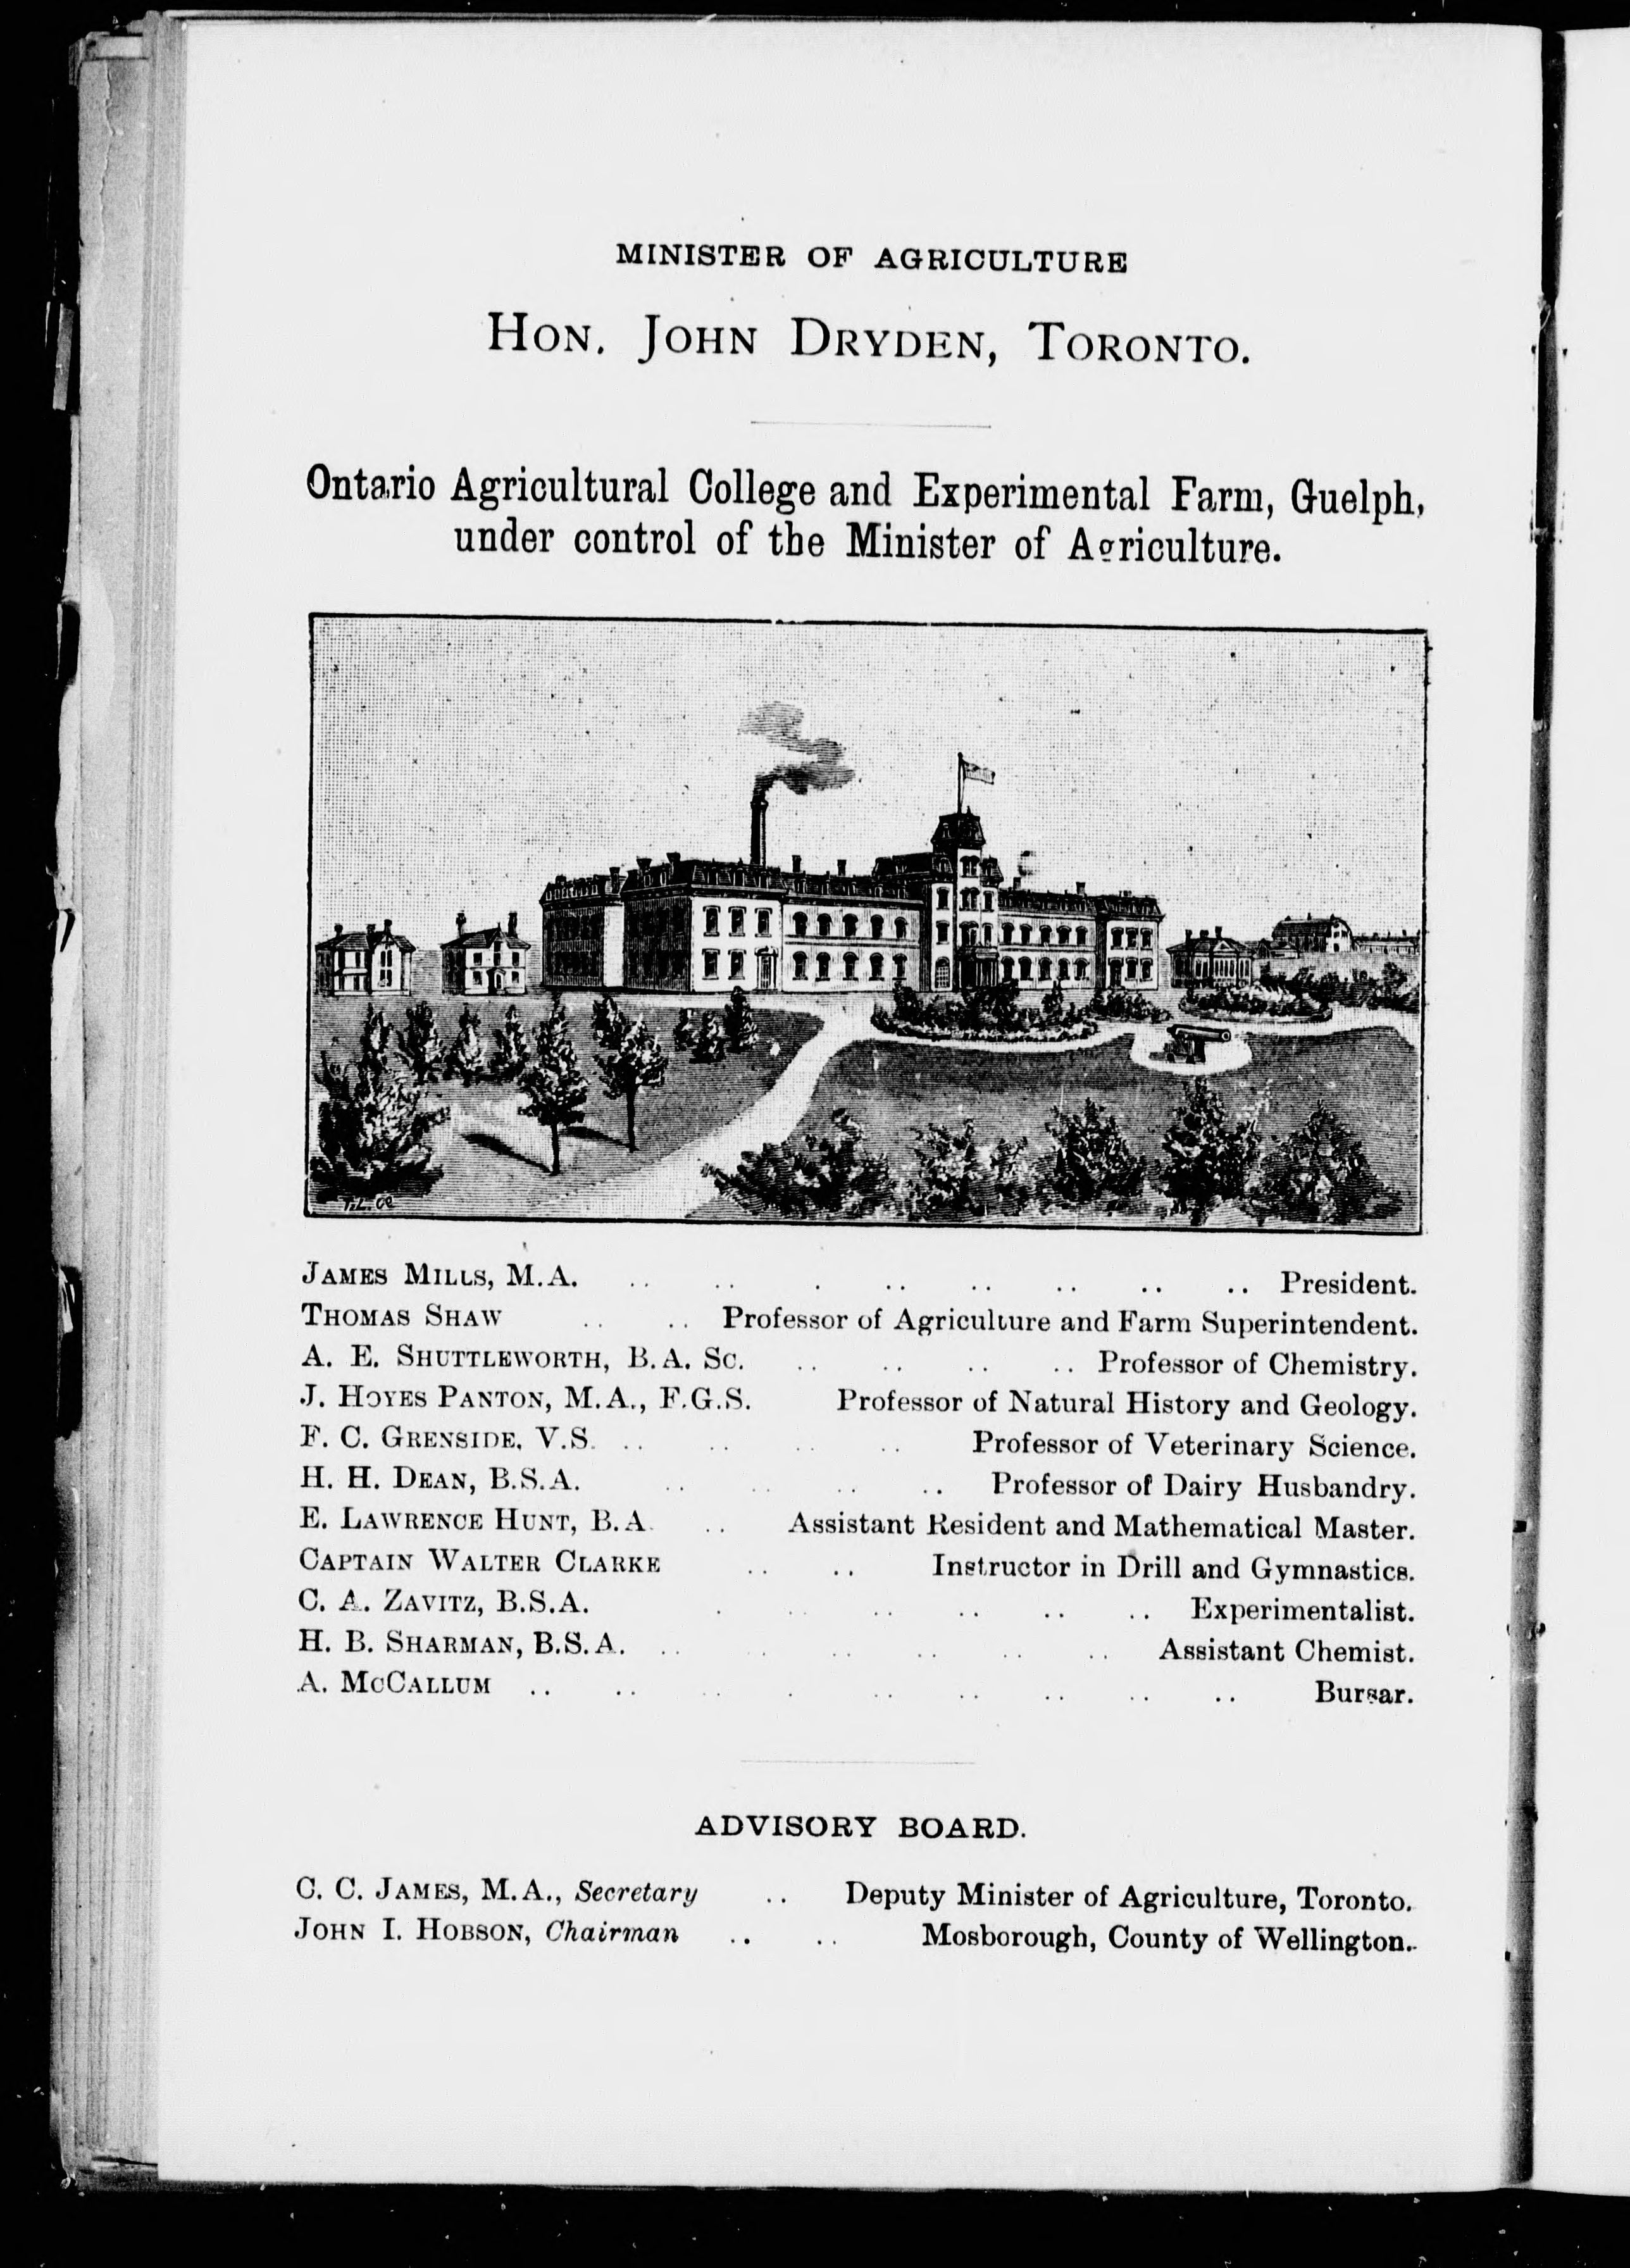 MINISTER OF AGRICULTURE
HON. JOHN DRYDEN, TORONTO.
Ontario Agricultural College and Experimental Farm, Guelph,
under control of the Minister of Agriculture.
JAMES MILLS, M.A. .. .. . .. .. .. .. .. President.
THOMAS SHAW .. .. Professor of Agriculture and Farm Superintendent.
A. E. SHUTTLEWORTH, B.A. Sc. .. .. .. .. Professor of Chemistry.
J. HOYES PANTON, M.A., F.G.S. Professor of Natural History and Geology.
F. C. GRENSIDE, V.S. .. .. .. .. Professor of Veterinary Science.
H. H. DEAN, B.S.A. .. .. .. .. Professor of Dairy Husbandry.
E. LAWRENCE HUNT, B.A. .. Assistant Resident and Mathematical Master.
CAPTAIN WALTER CLARKE .. .. Instructor in Drill and Gymnastics.
C. A. ZAVITZ, B.S.A. . .. .. .. .. .. Experimentalist.
H. B. SHARMAN, B.S.A. .. .. .. .. .. .. Assistant Chemist.
A. MCCALLUM .. .. .. . .. .. .. .. .. Bursar.
ADVISORY BOARD.
C. C. JAMES, M.A., Secretary .. Deputy Minister of Agriculture, Toronto.
JOHN I. HOBSON, Chairman .. .. Mosborough, County of Wellington.